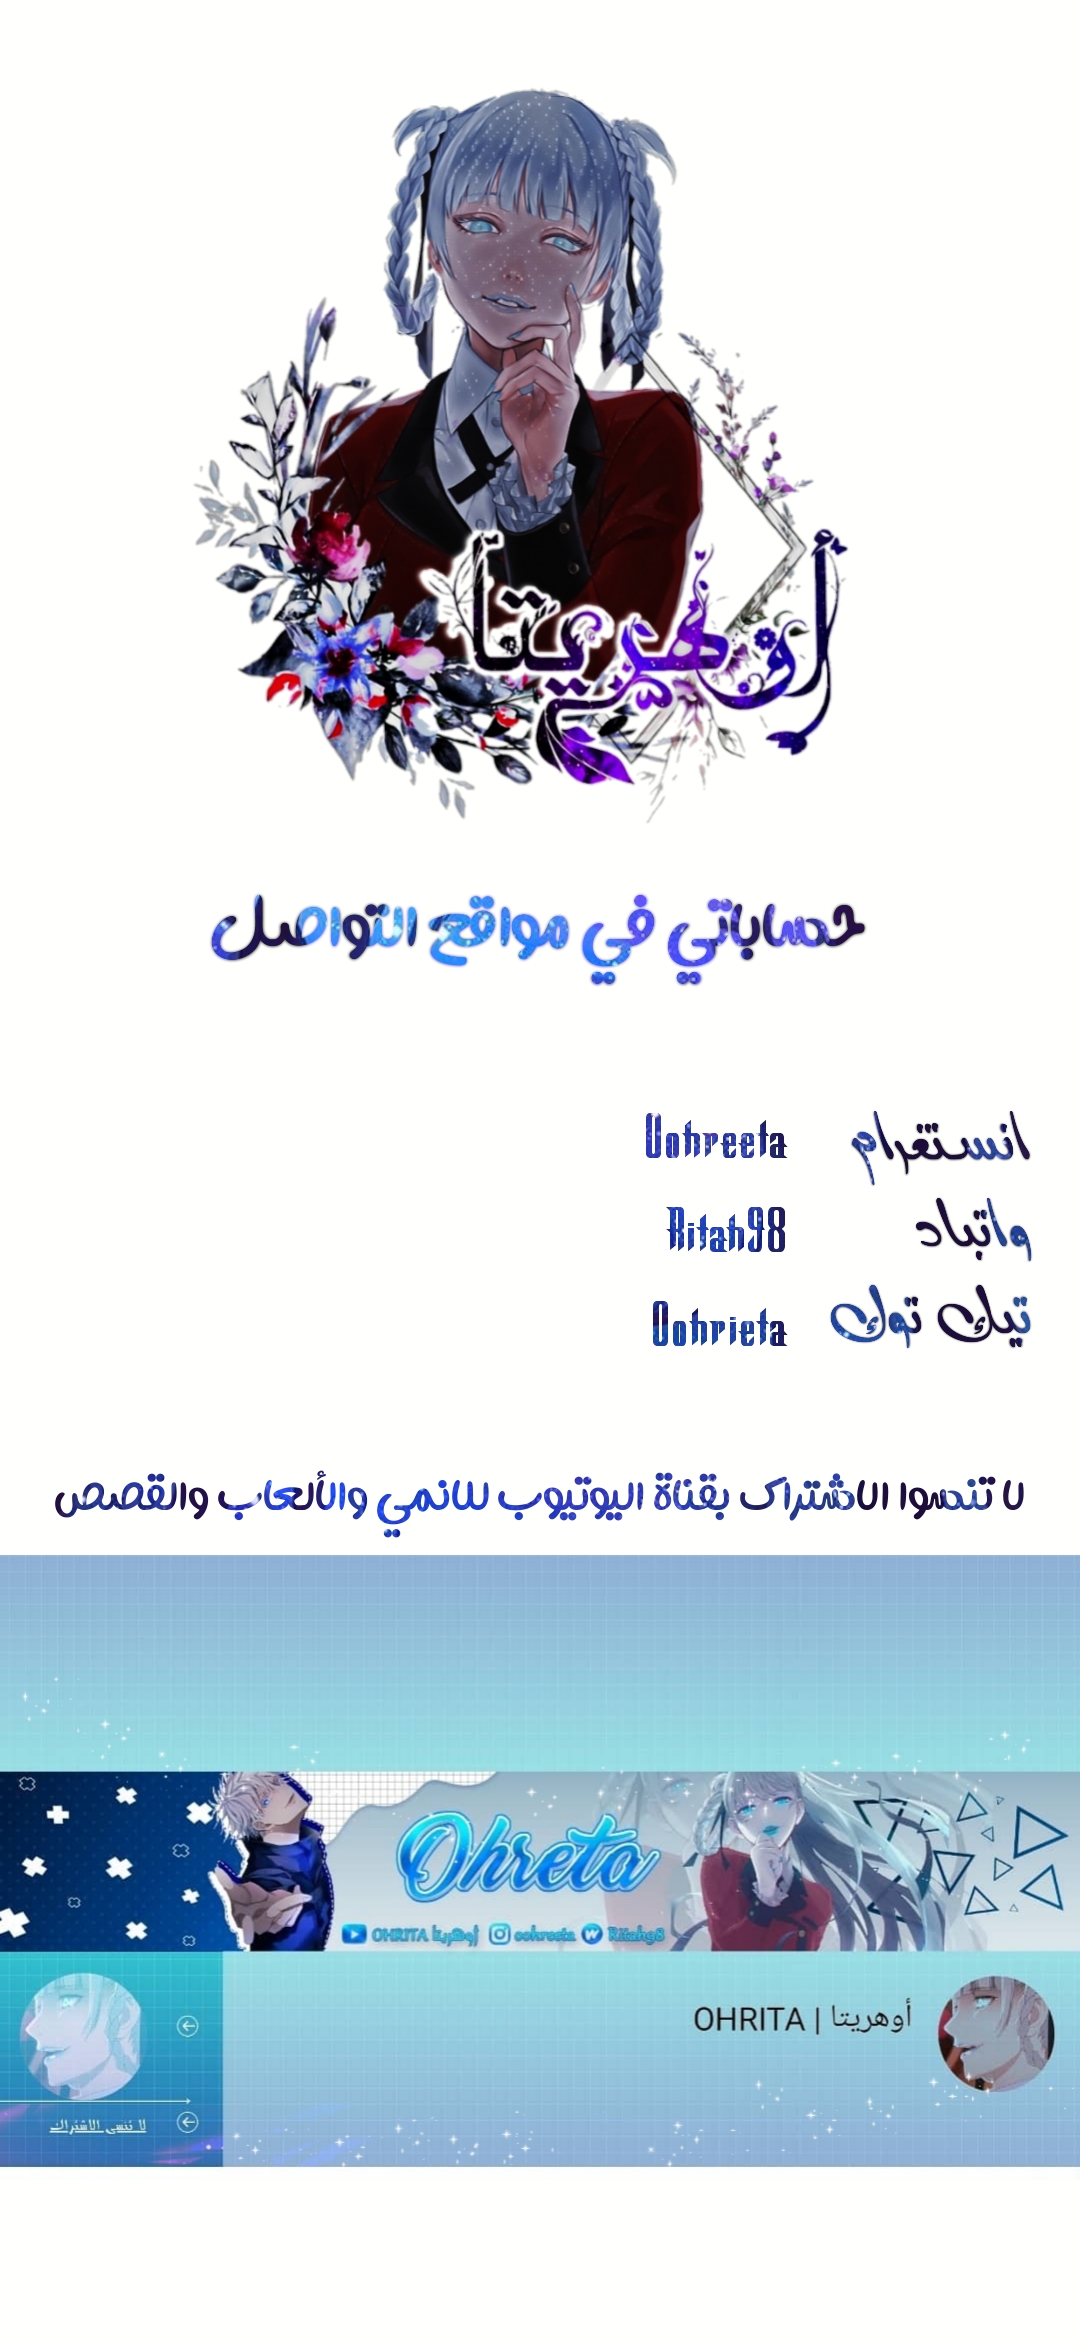 أوهريتا
حساباتي في مواقع التواصل
انستغرام Oohreeta
واتباد Ritah98
تيك توك Oohrieta
لا تنسوا الاشتراك بقناة اليوتيوب للانمي والألعاب والقصص
Ohreta
OHRITA أوهريتا oohreeta Ritah98
أوهريتا | OHRITA
لا تنسى الاشتراك